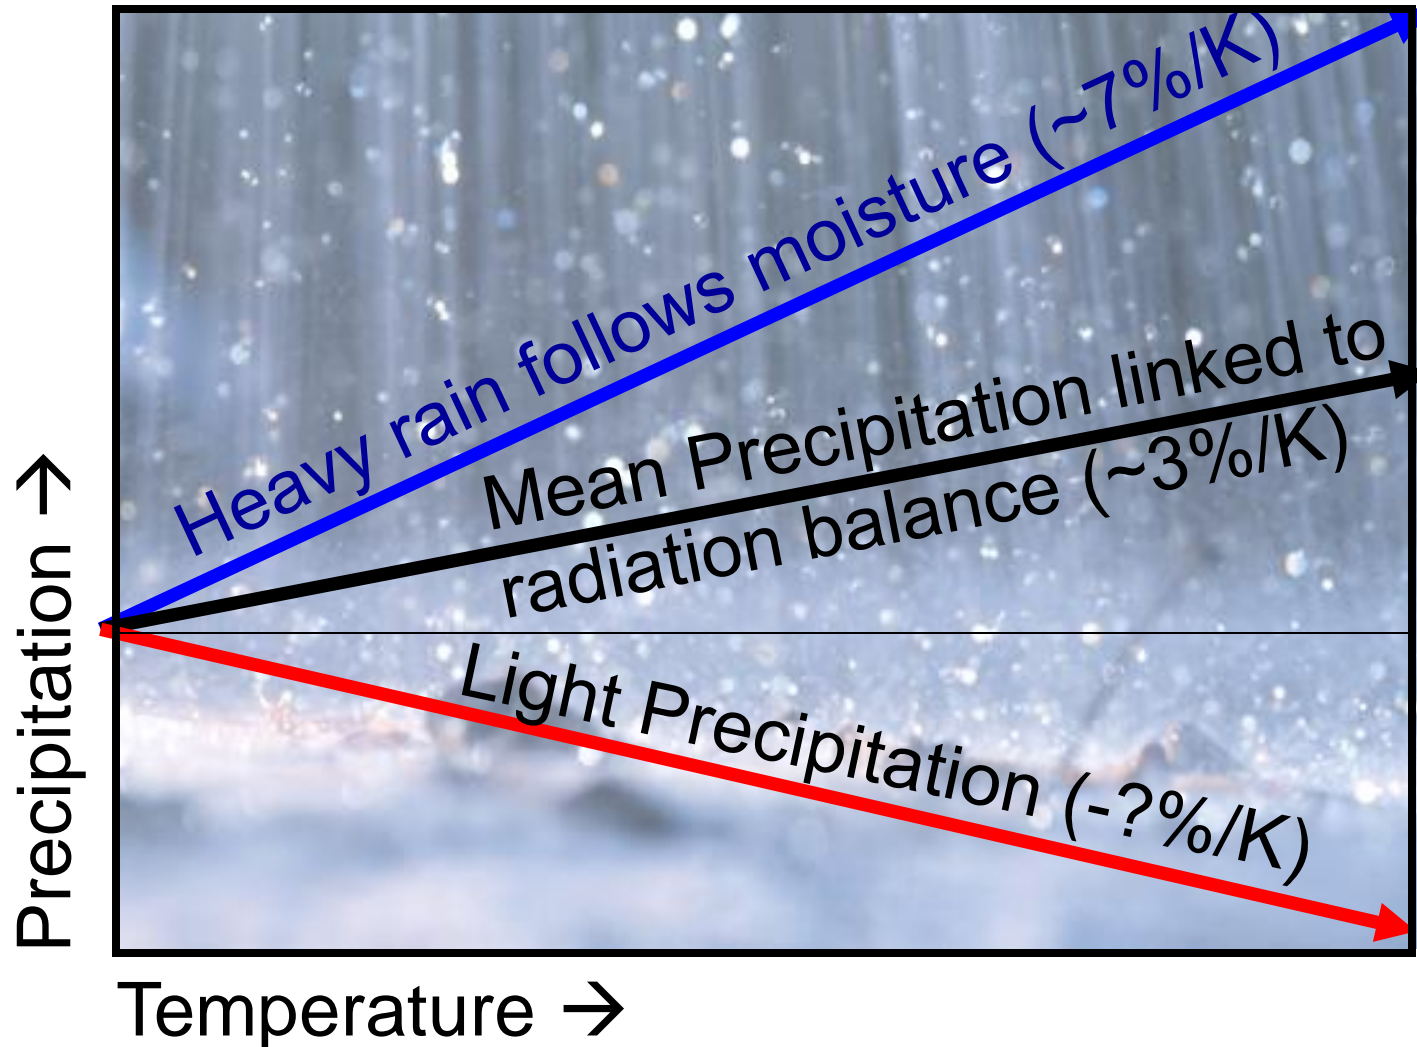 Heavy rain follows moisture (~7%/K)
Mean Precipitation linked to
radiation balance (~3%/K)
Light Precipitation (-?%/K)
Precipitation →
Temperature →